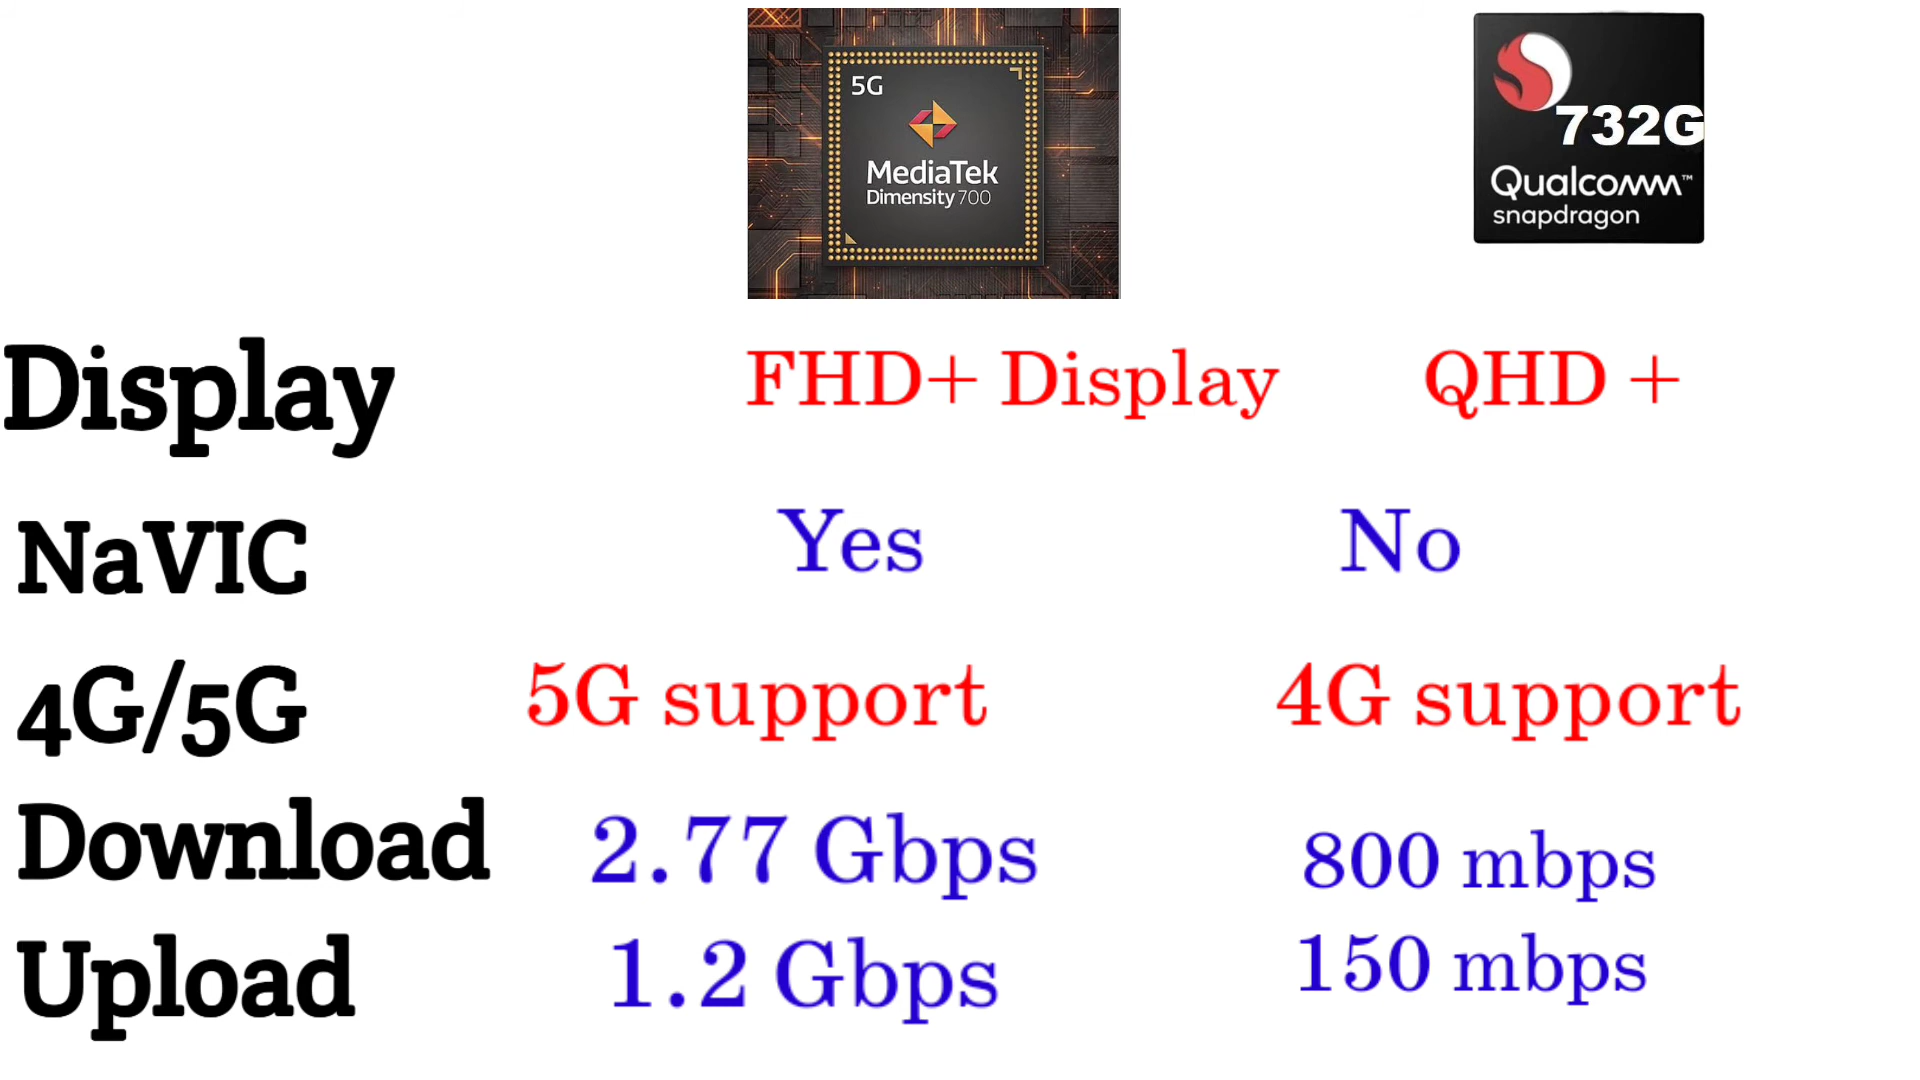 5G
MediaTek
Dimensity 700
732G
Qualcomm™
snapdragon
Display FHD+ Display QHD +
NaVIC Yes No
4G/5G 5G support 4G support
Download 2.77 Gbps 800 mbps
Upload 1.2 Gbps 150 mbps